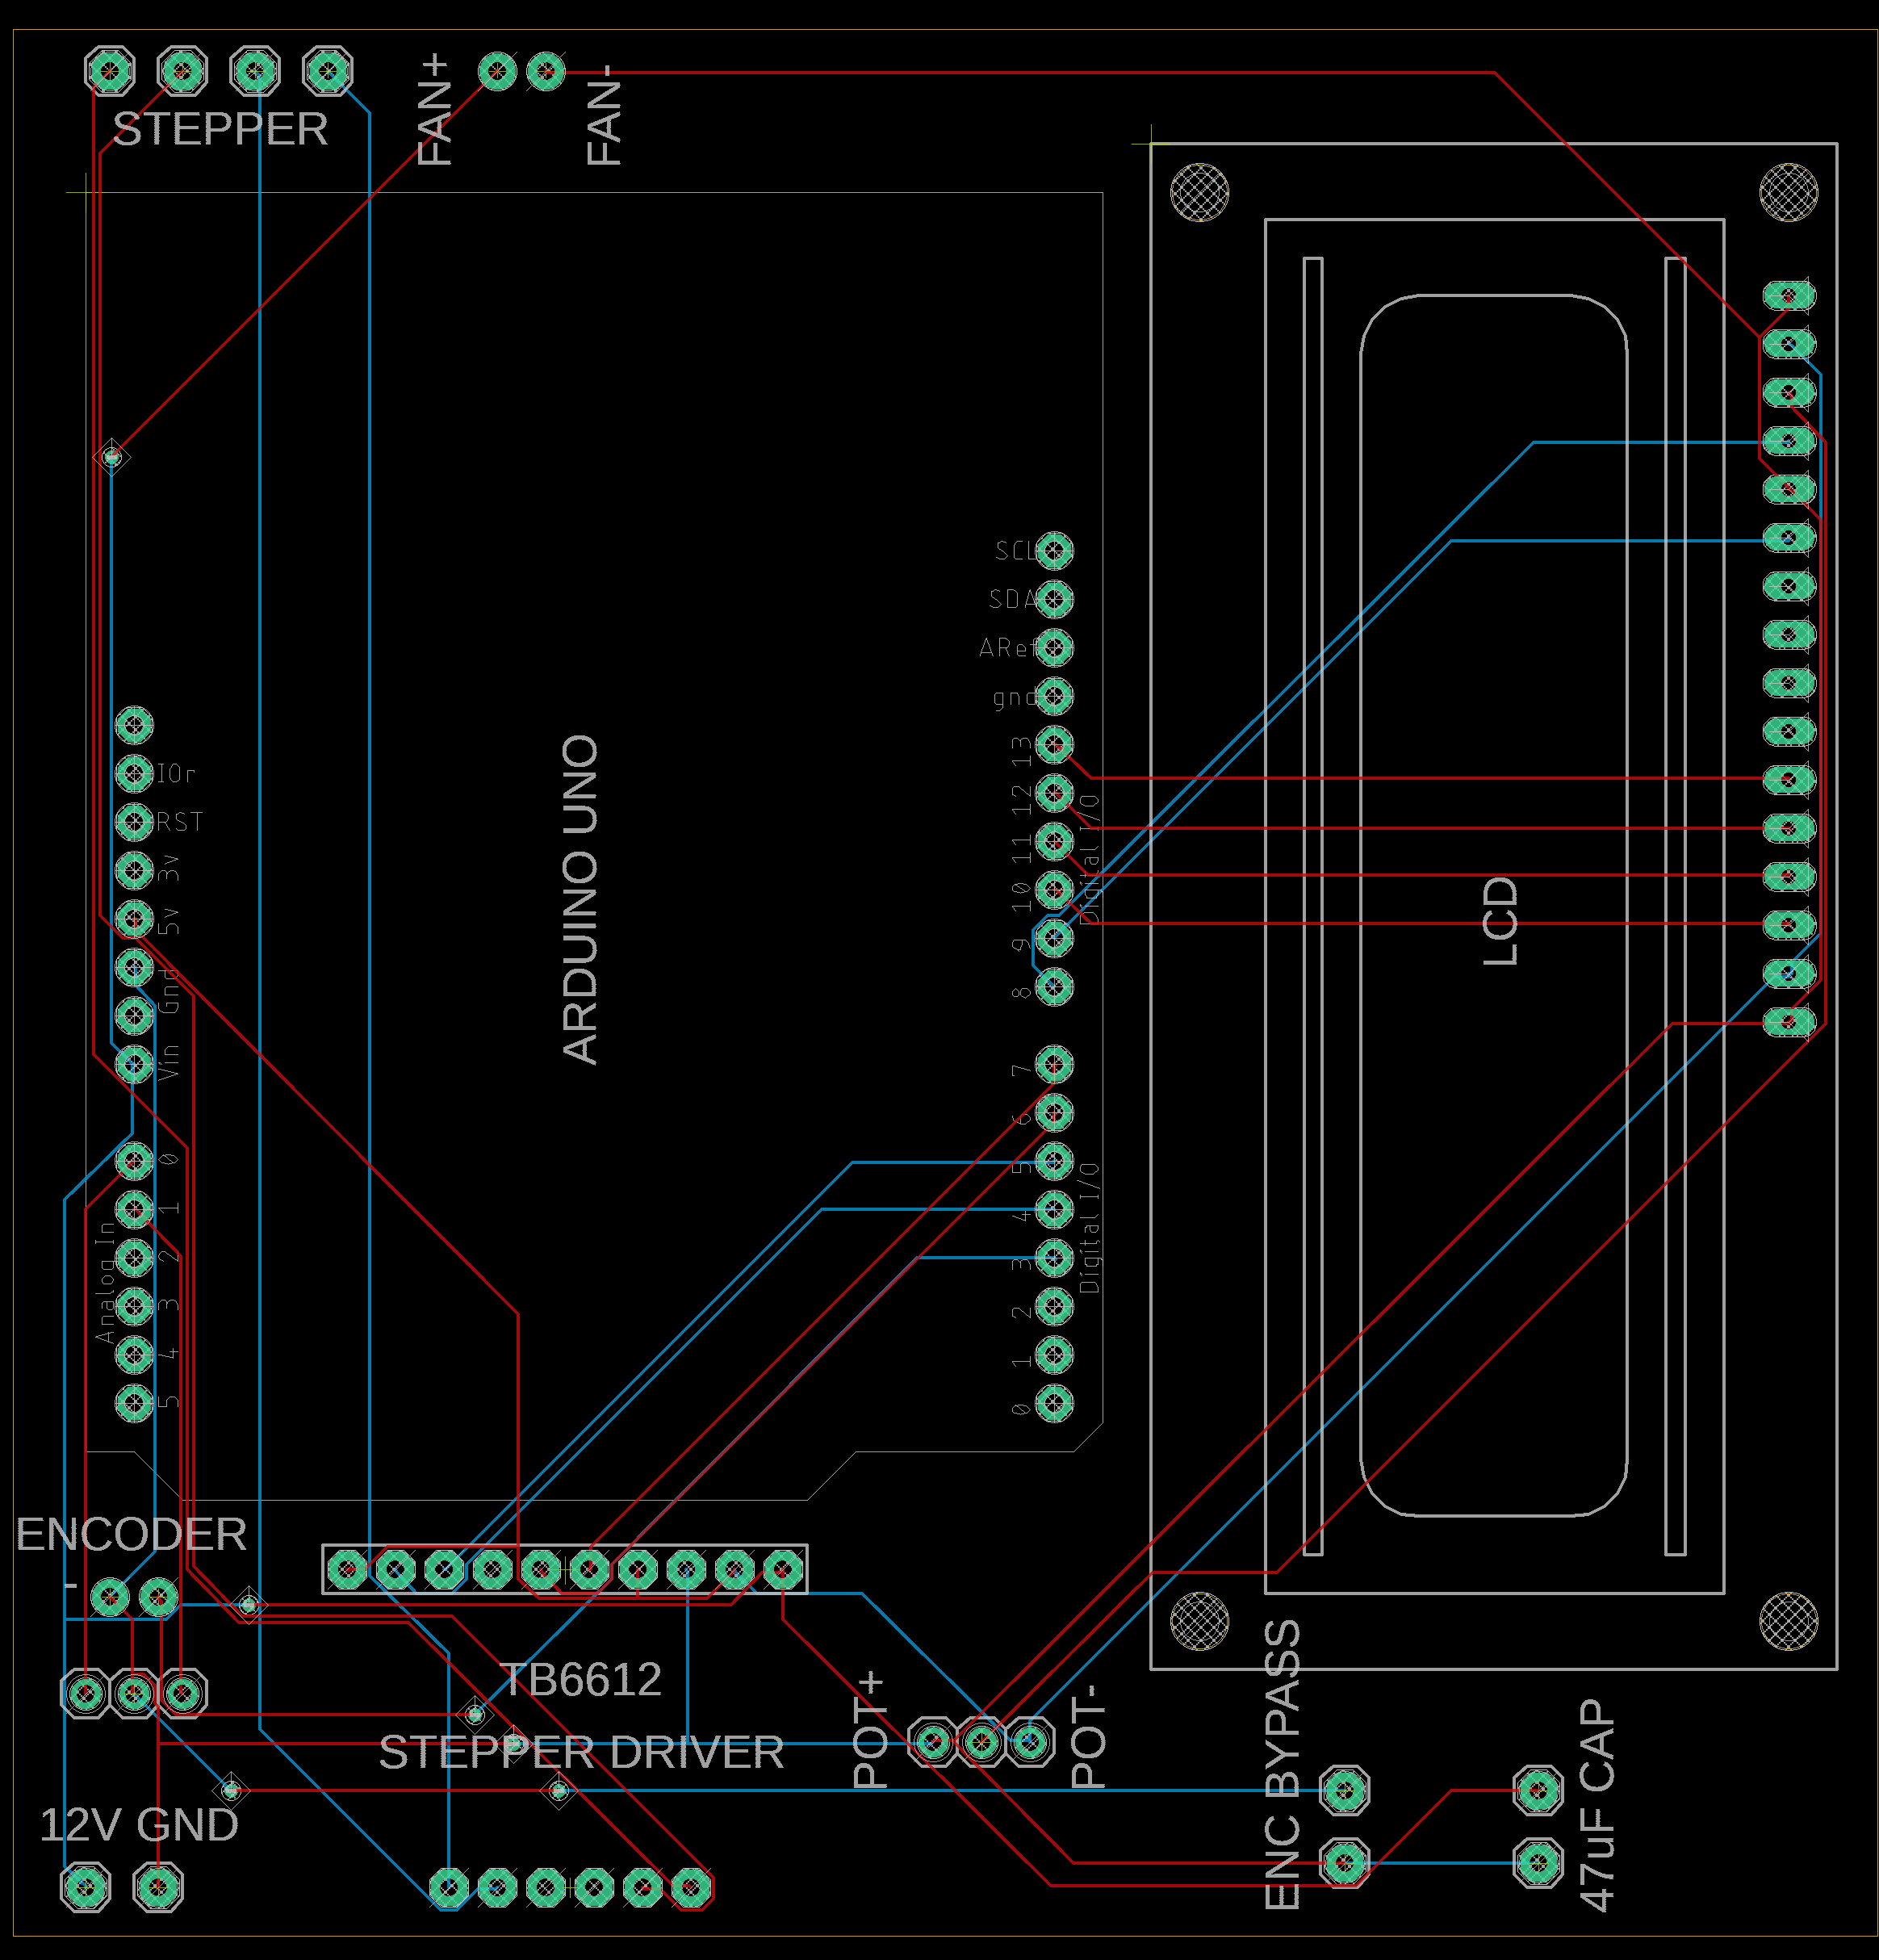 STEPPER
FAN+
FAN-
SCL
SDA
ARef
gnd
13
12
11
10
9
8
Digital I/O
IOr
RST
3v
5v
Gnd
Vin
ARDUINO UNO
LCD
7
6
5
4
3
2
1
0
Digital I/O
0
1
2
3
4
5
Analog In
ENCODER
-
TB6612
STEPPER DRIVER
POT+
POT-
ENC BYPASS
47uF CAP
12V GND